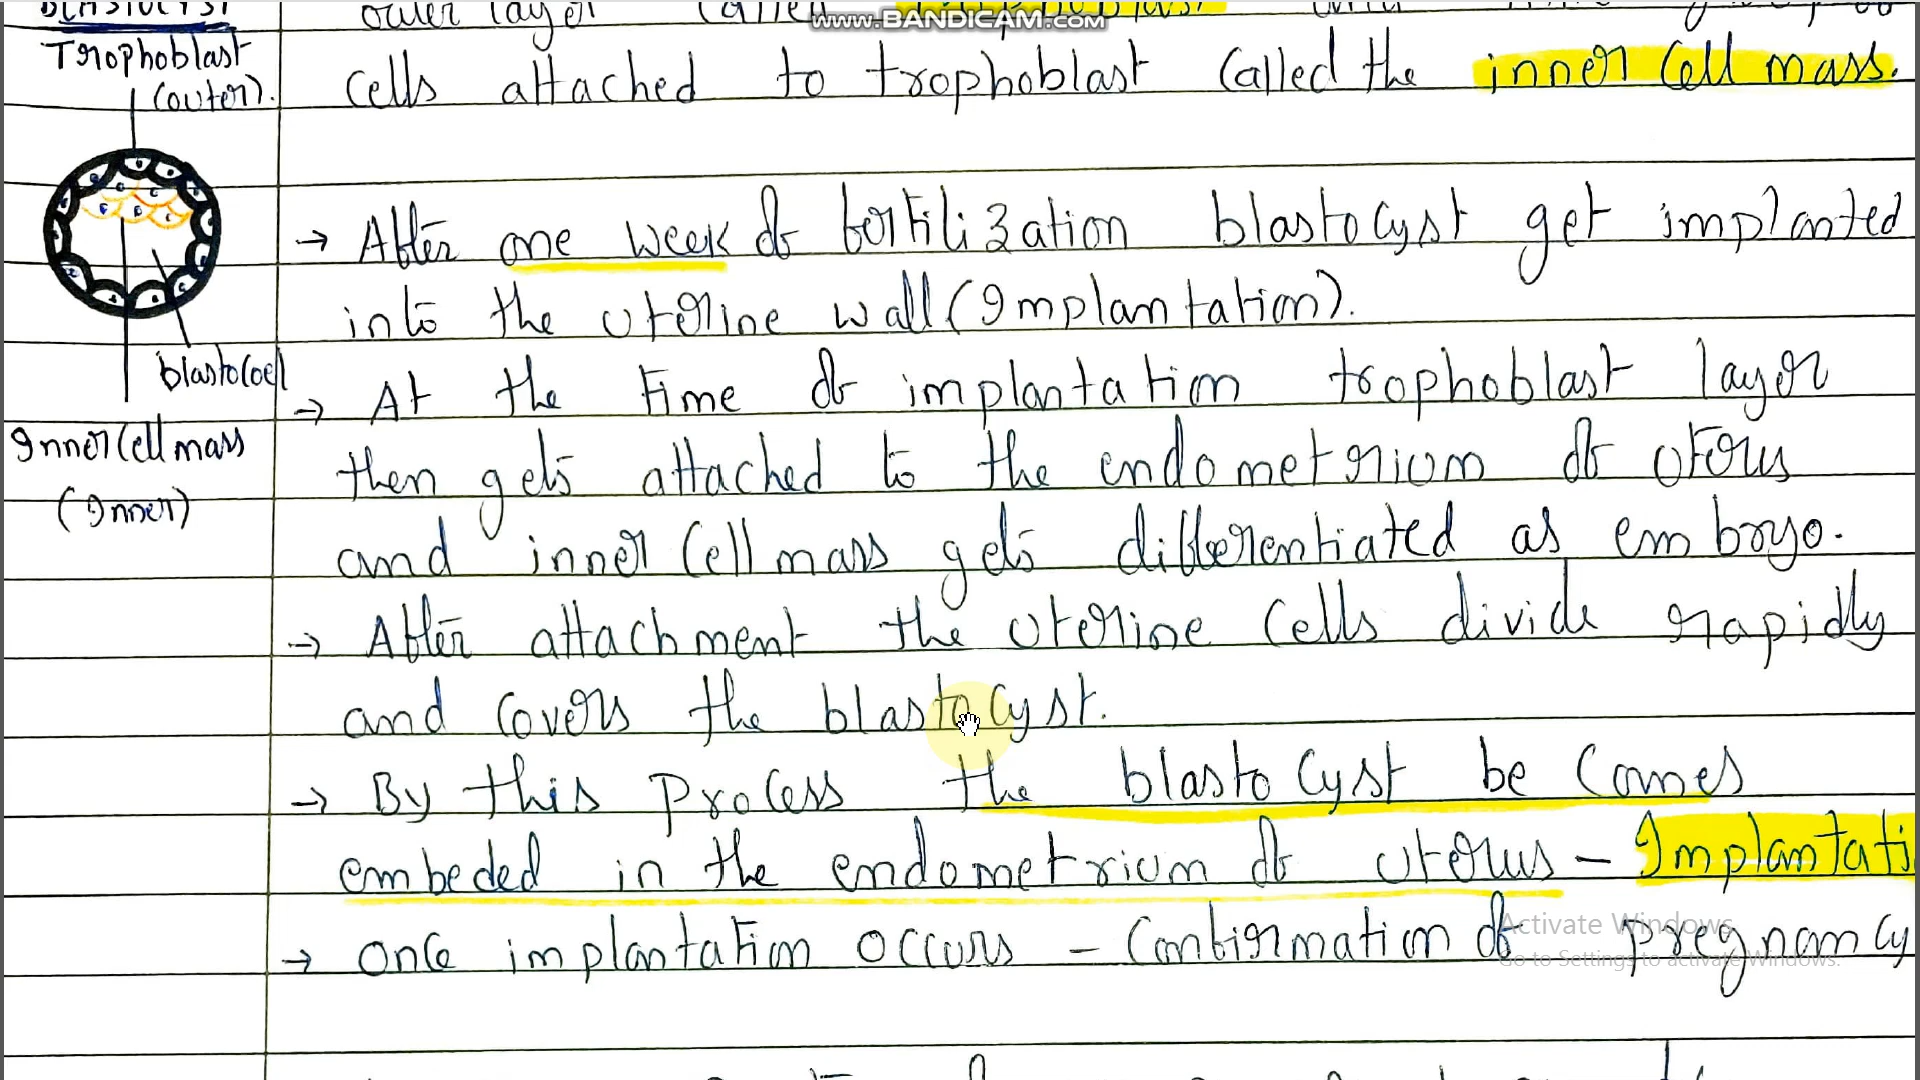 BLASTOCYST
outer layer called
www.BANDICAM.com
Trophoblast
(outer).
cells attached to trophoblast called the inner cell mass.
→ After one week of fertilization blastocyst get implanted
into the uterine wall (Implantation).
blastocoel
→ At the time of implantation trophoblast layer
Inner cell mass
(Inner)
then gets attached to the endometrium of uterus
and inner cell mass gets differentiated as embryo.
→ After attachment the uterine cells divide rapidly
and covers the blastocyst.
→ By this process the blastocyst becomes
embeded in the endometrium of uterus - Implantati
→ once implantation occurs - Confirmation of pregnancy
Activate Windows
Go to Settings to activate Windows.